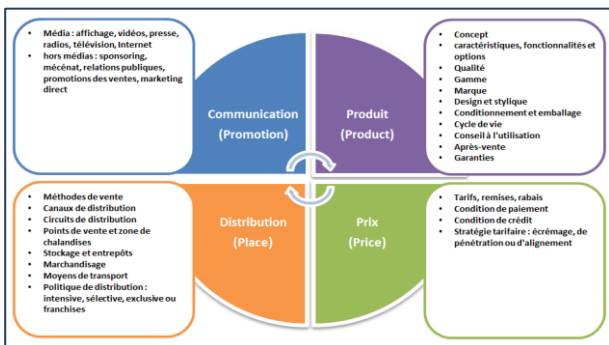 Média : affichage, vidéos, presse,
radios, télévision, Internet
hors médias : sponsoring,
mécénat, relations publiques,
promotions des ventes, marketing
direct
Communication
(Promotion)
Produit
(Product)
Concept
caractéristiques, fonctionnalités et
options
Qualité
Gamme
Marque
Design et stylique
Conditionnement et emballage
Cycle de vie
Conseil à l'utilisation
Après-vente
Garanties
Méthodes de vente
Canaux de distribution
Circuits de distribution
Points de vente et zone de
chalandises
Stockage et entrepôts
Marchandisage
Moyens de transport
Politique de distribution :
intensive, sélective, exclusive ou
franchises
Distribution
(Place)
Prix
(Price)
Tarifs, remises, rabais
Condition de paiement
Condition de crédit
Stratégie tarifaire : écrémage, de
pénétration ou d'alignement